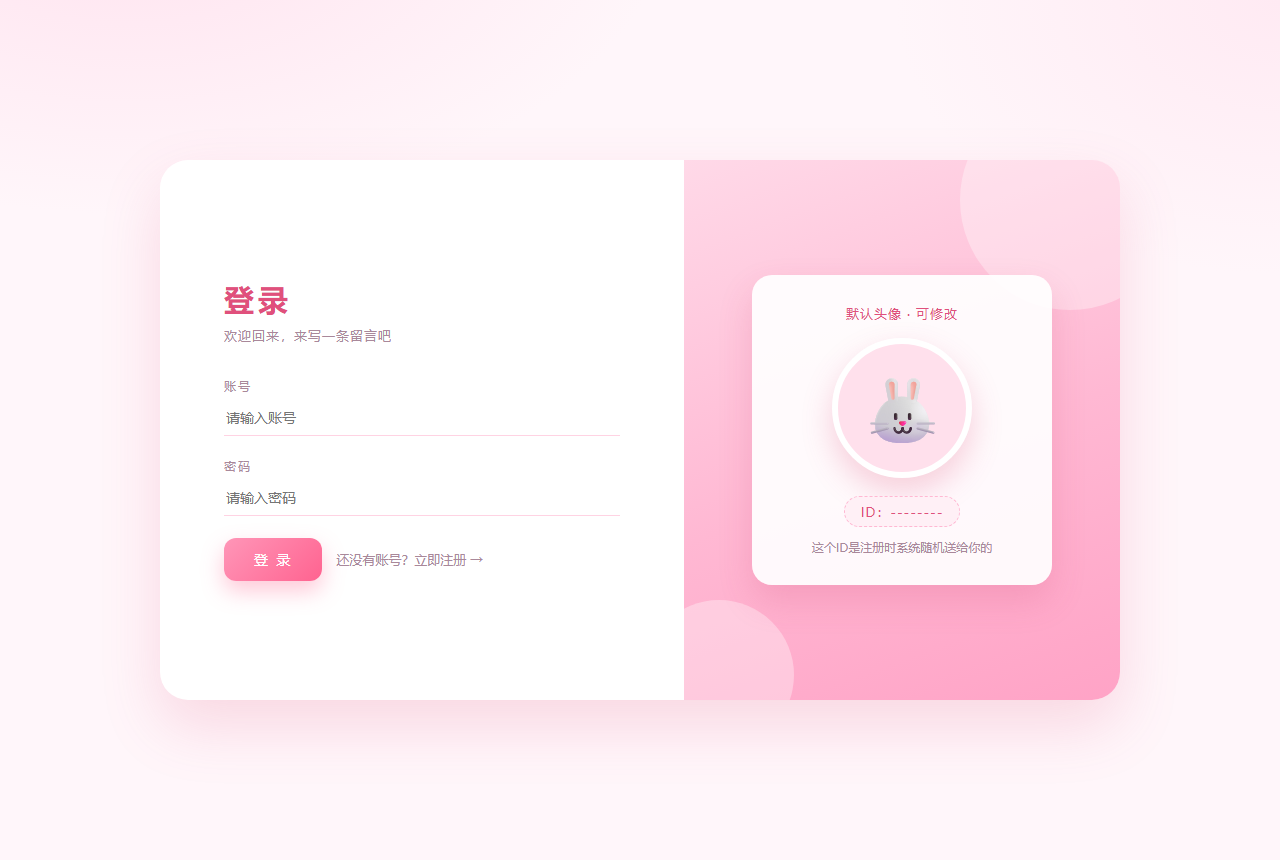 登录
欢迎回来，来写一条留言吧
账号
请输入账号
密码
请输入密码
登 录
还没有账号？立即注册 →
默认头像 · 可修改
ID：--------
这个ID是注册时系统随机送给你的